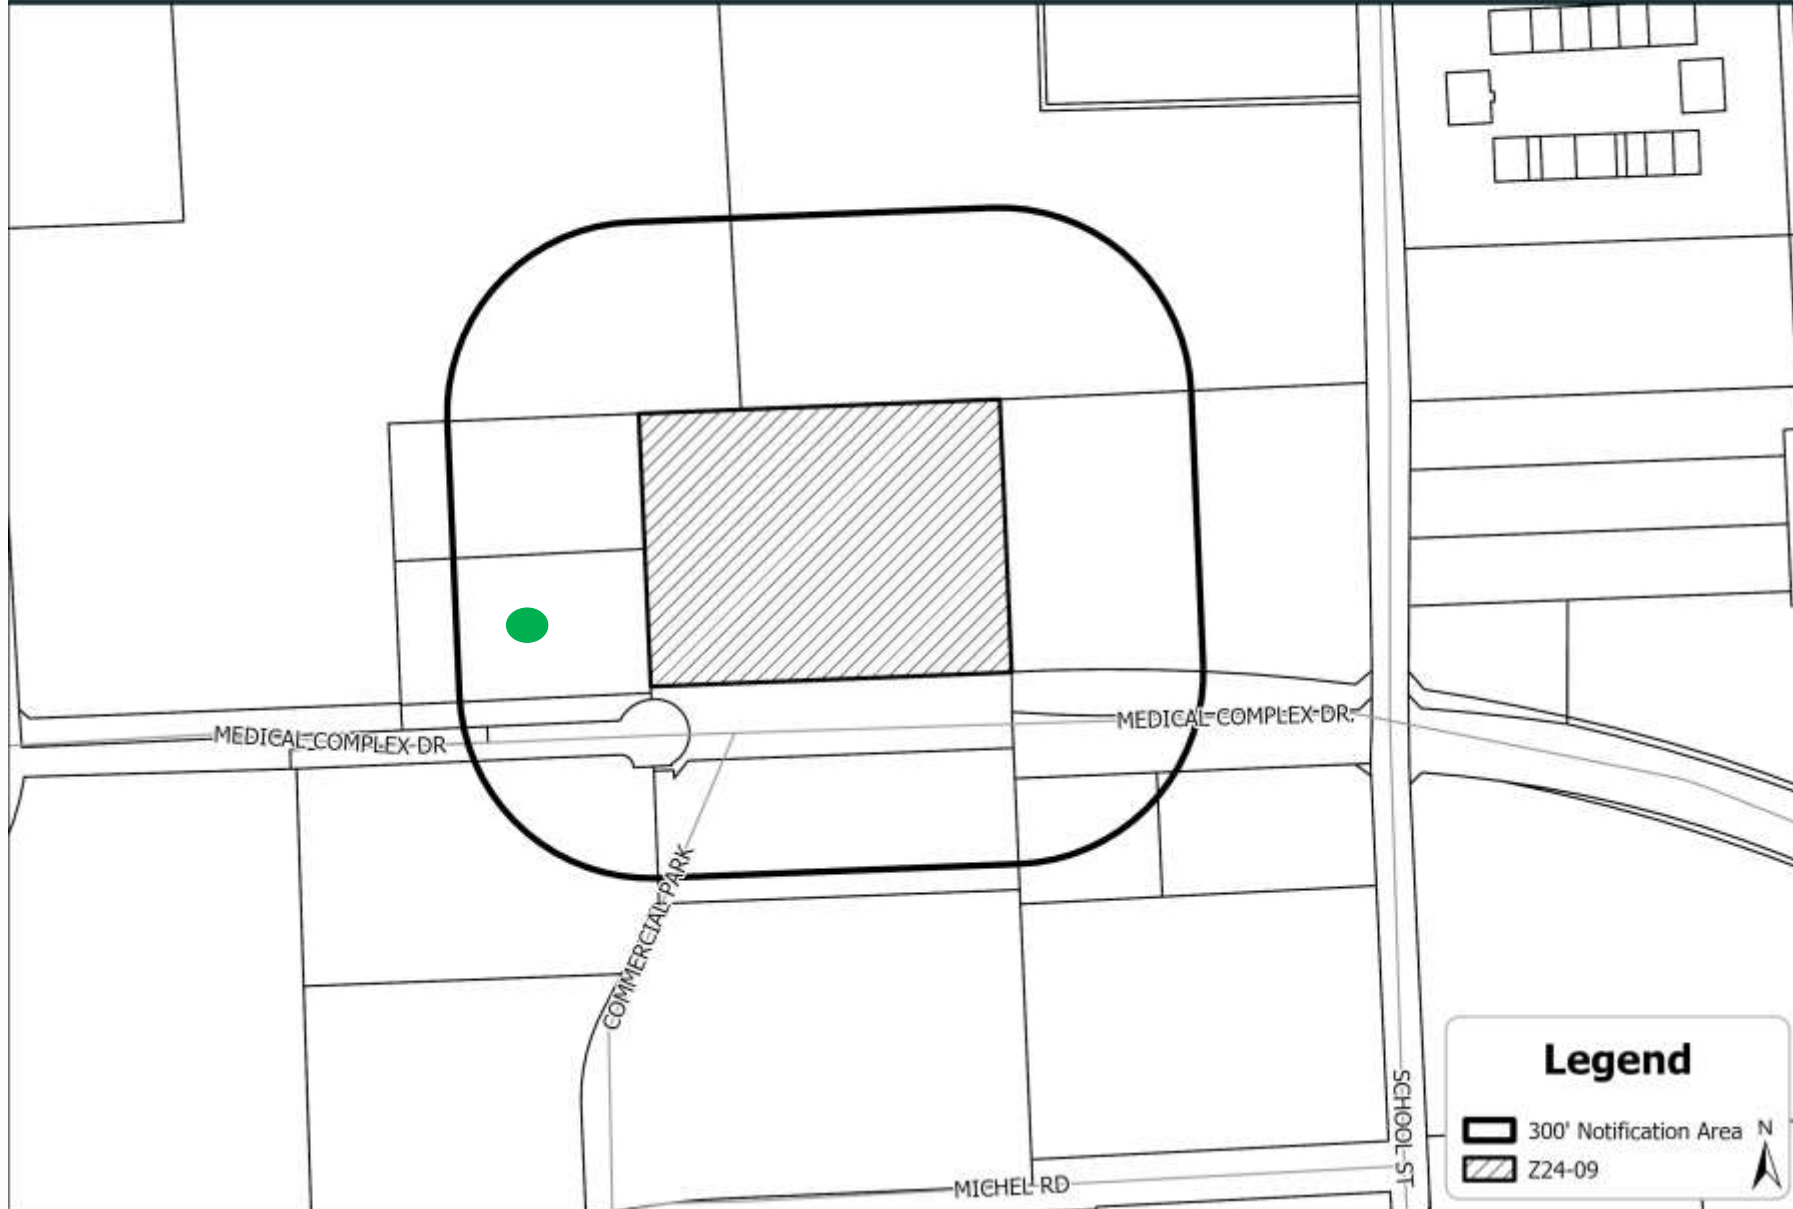 MEDICAL COMPLEX DR
MEDICAL COMPLEX DR.
COMMERCIAL PARK
SCHOOL ST
MICHEL RD
Legend
300' Notification Area
N
Z24-09